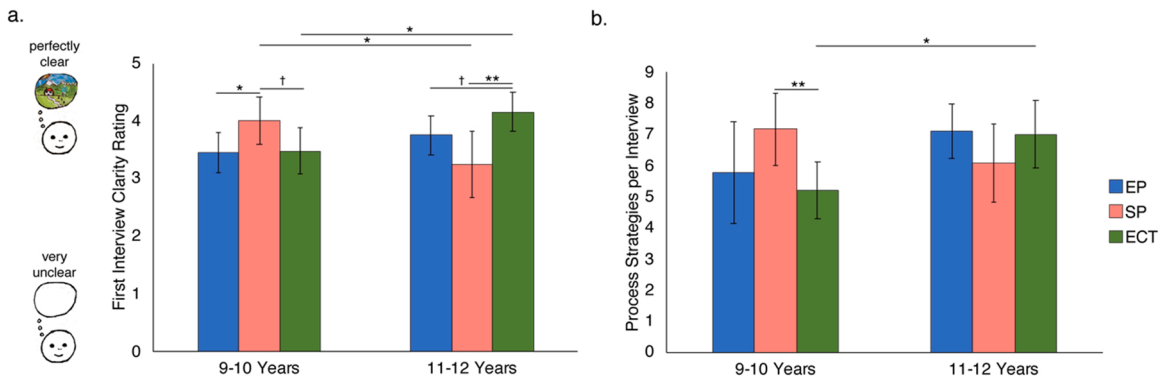 a.
perfectly
clear
very
unclear
First Interview Clarity Rating
5
4
3
2
1
0
*
*
*
†
†
**
9-10 Years
11-12 Years
b.
Process Strategies per Interview
9
8
7
6
5
4
3
2
1
0
*
**
9-10 Years
11-12 Years
EP
SP
ECT